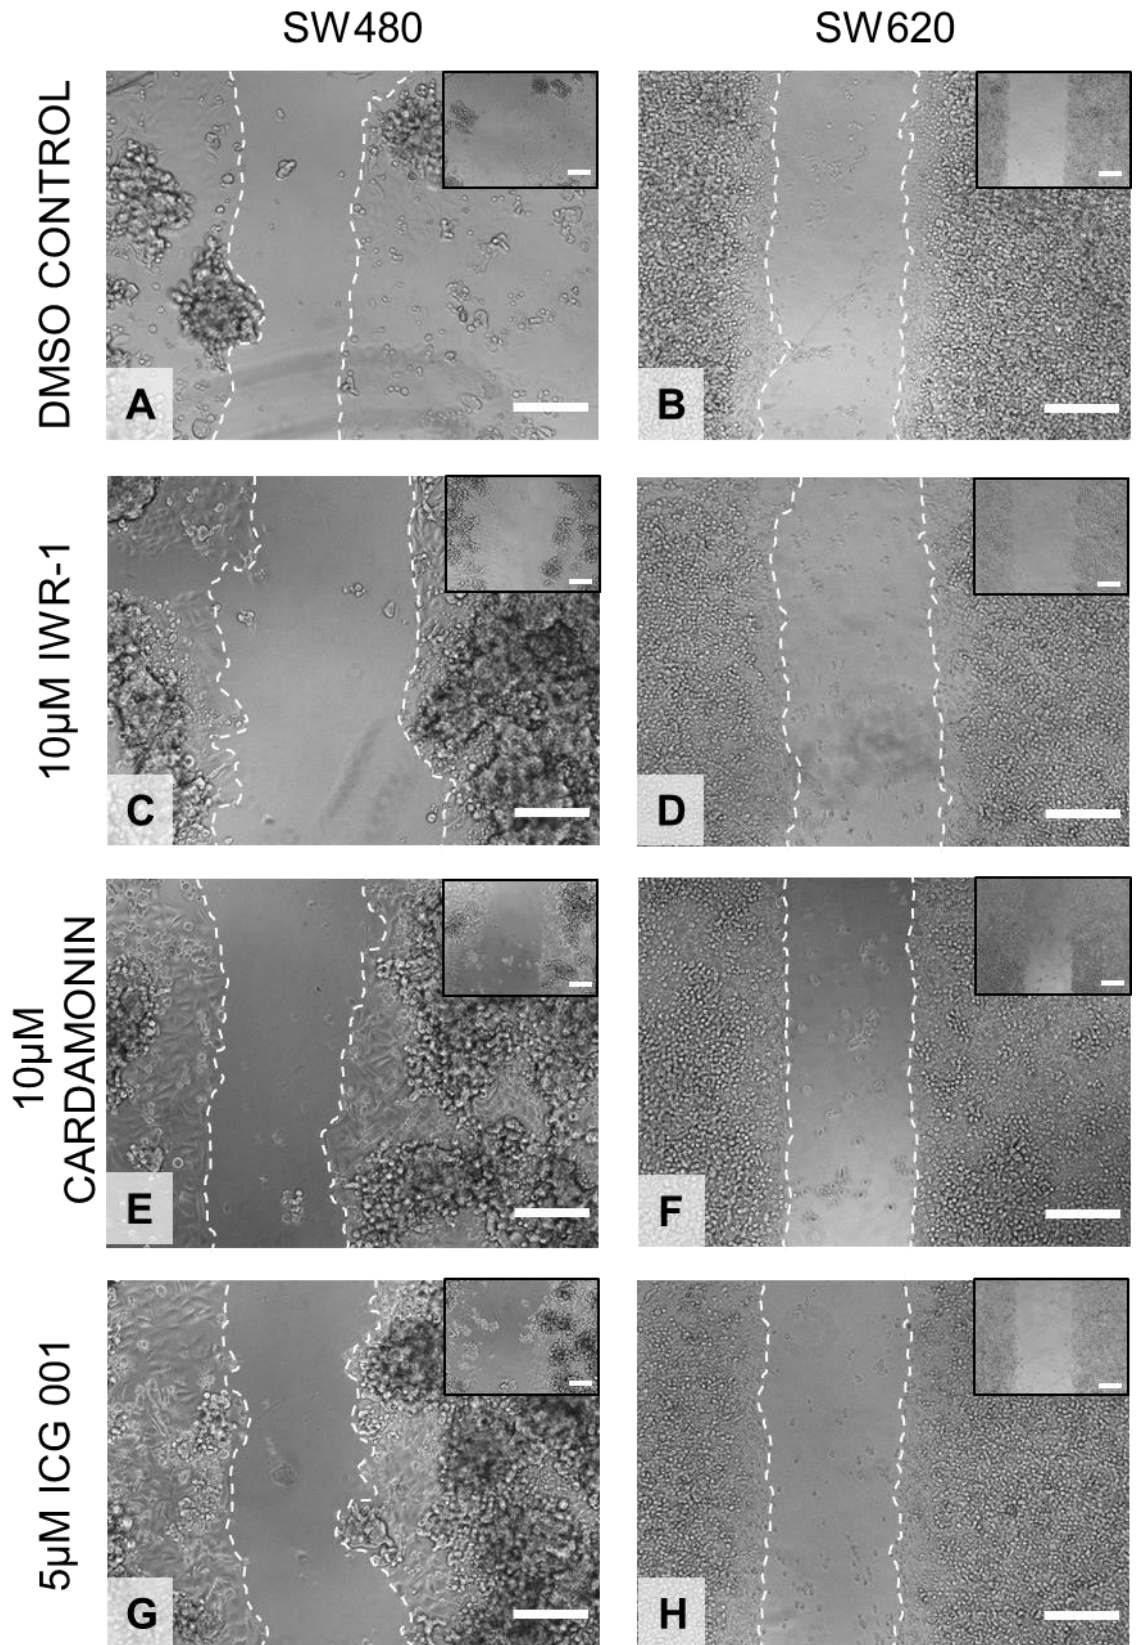 SW480
SW620
DMSO CONTROL
A
B
10µM IWR-1
C
D
10µM
CARDAMONIN
E
F
5µM ICG 001
G
H